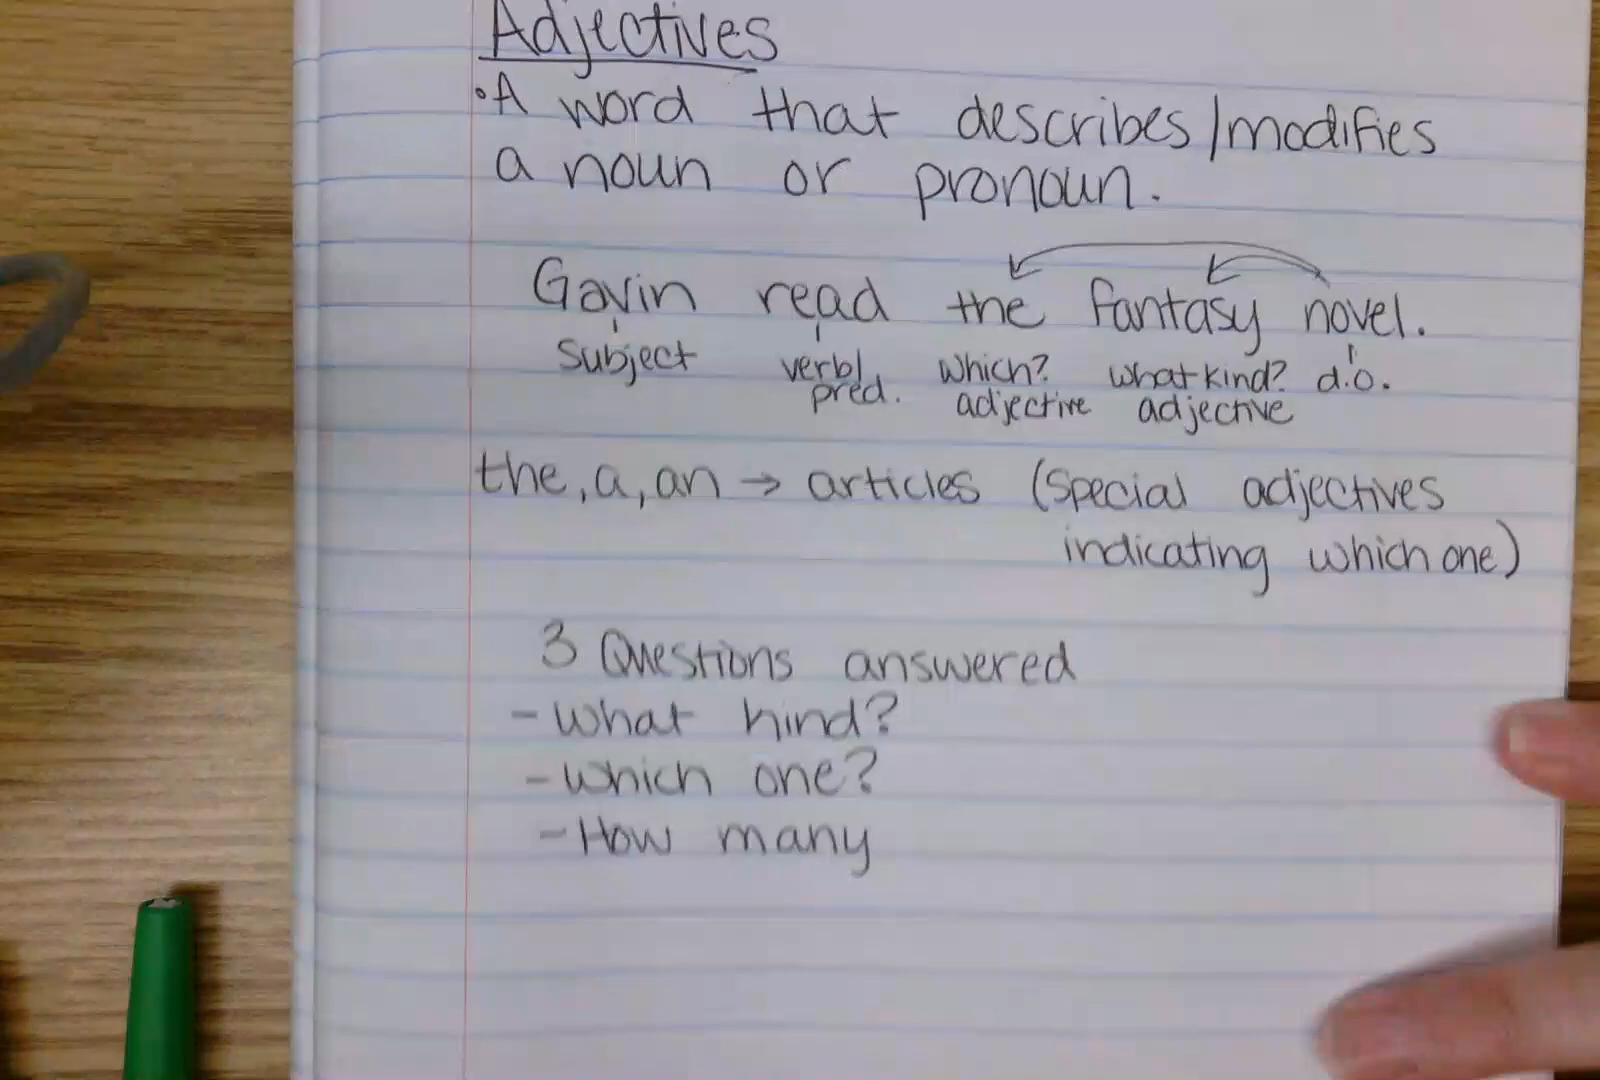 Adjectives
•A word that describes/modifies
a noun or pronoun.
Gavin read the fantasy novel.
subject verb/ which? what kind? d.o.
pred. adjective adjective
the, a, an → articles (special adjectives
indicating which one)
3 Questions answered
- What kind?
- Which one?
- How many